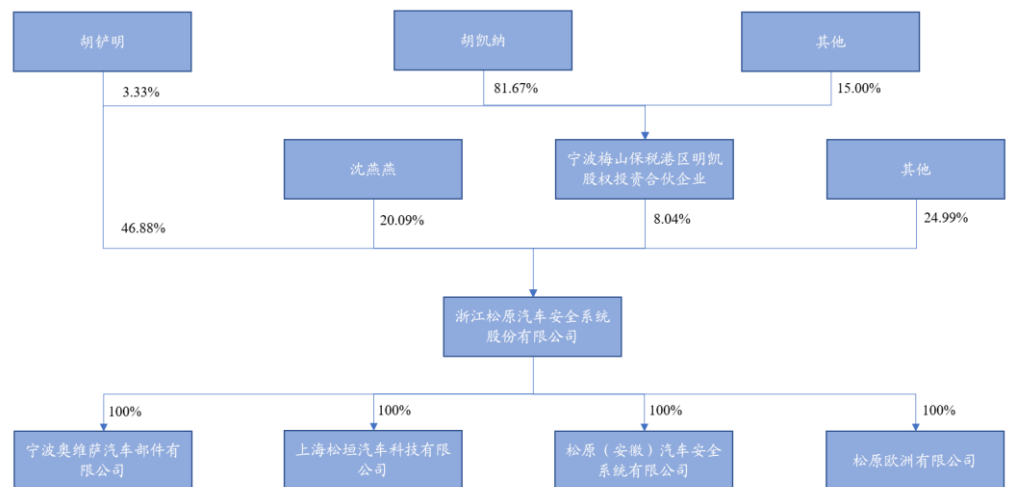 胡铲明
胡凯纳
其他
3.33%
81.67%
15.00%
沈燕燕
宁波梅山保税港区明凯
股权投资合伙企业
其他
46.88%
20.09%
8.04%
24.99%
浙江松原汽车安全系统
股份有限公司
100%
100%
100%
100%
宁波奥维萨汽车部件有
限公司
上海松垣汽车科技有限
公司
松原（安徽）汽车安全
系统有限公司
松原欧洲有限公司